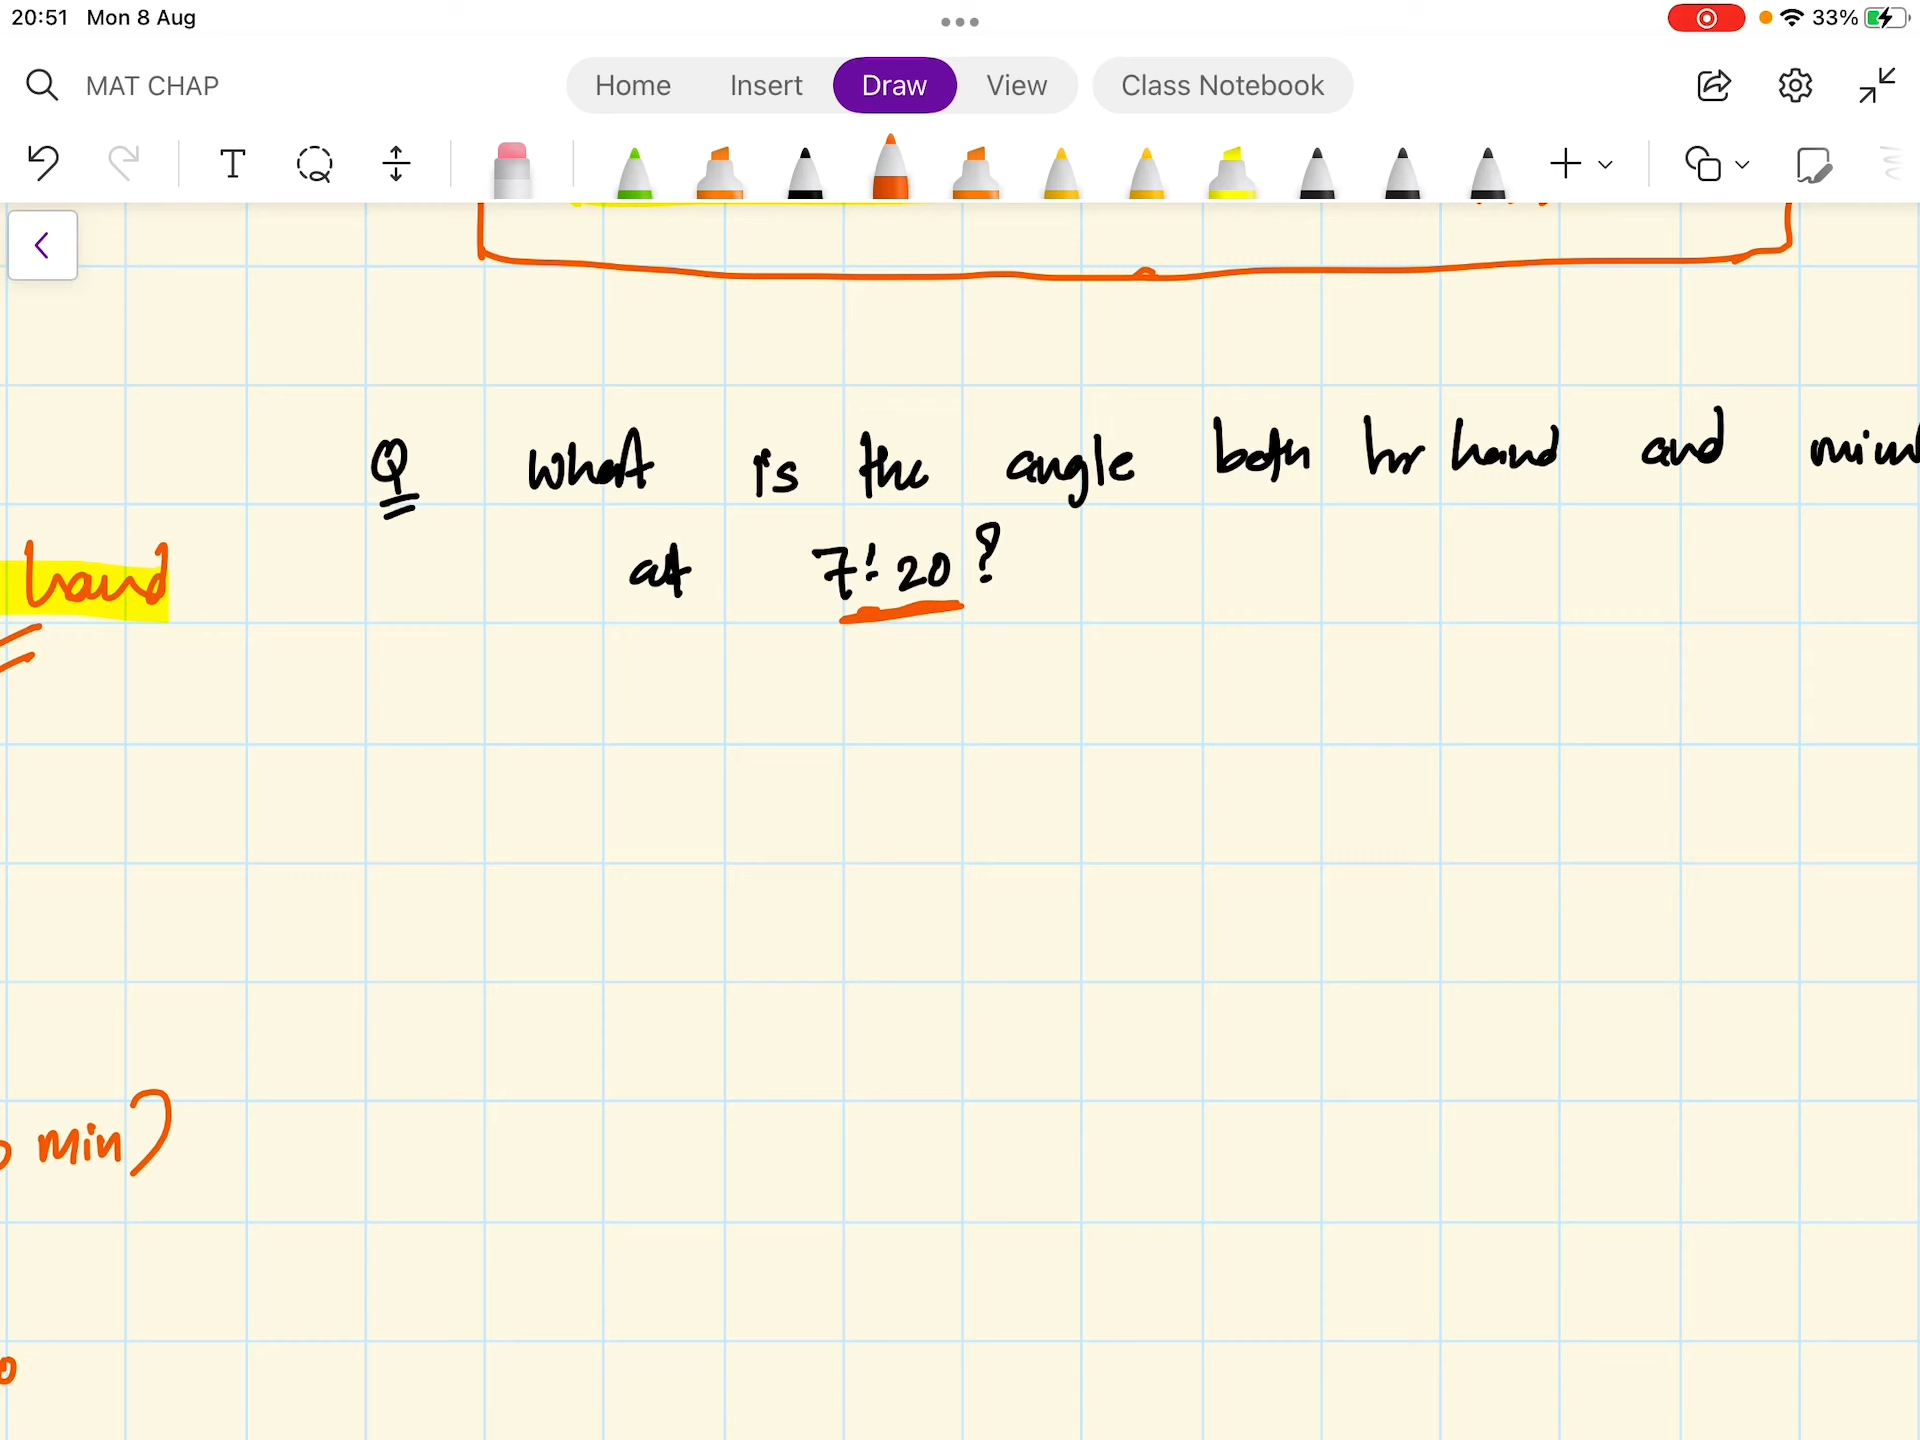 20:51 Mon 8 Aug
33%
MAT CHAP
Home Insert Draw View Class Notebook
T
Q what is the angle both hr hand and
at 7:20?
hand
min)